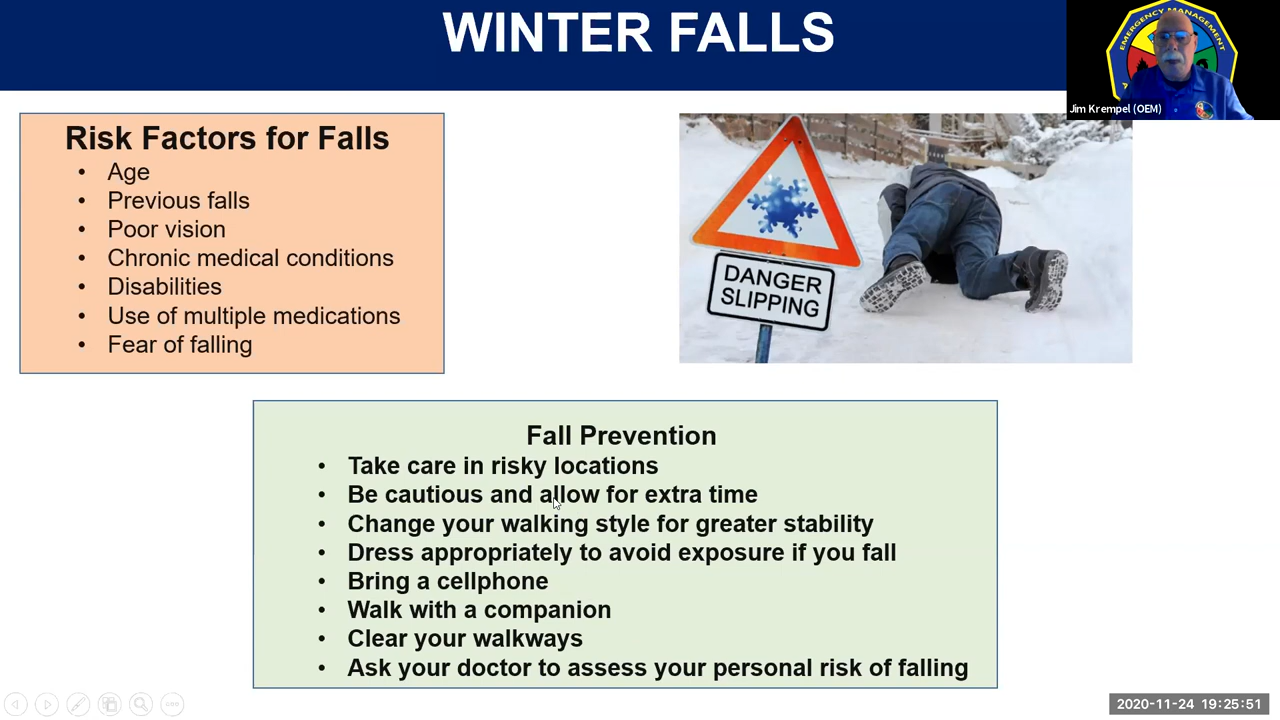 WINTER FALLS
EMERGENCY MANAGEMENT
Jim Krempel (OEM)
Risk Factors for Falls
• Age
• Previous falls
• Poor vision
• Chronic medical conditions
• Disabilities
• Use of multiple medications
• Fear of falling
DANGER
SLIPPING
Fall Prevention
• Take care in risky locations
• Be cautious and allow for extra time
• Change your walking style for greater stability
• Dress appropriately to avoid exposure if you fall
• Bring a cellphone
• Walk with a companion
• Clear your walkways
• Ask your doctor to assess your personal risk of falling
2020-11-24 19:25:51